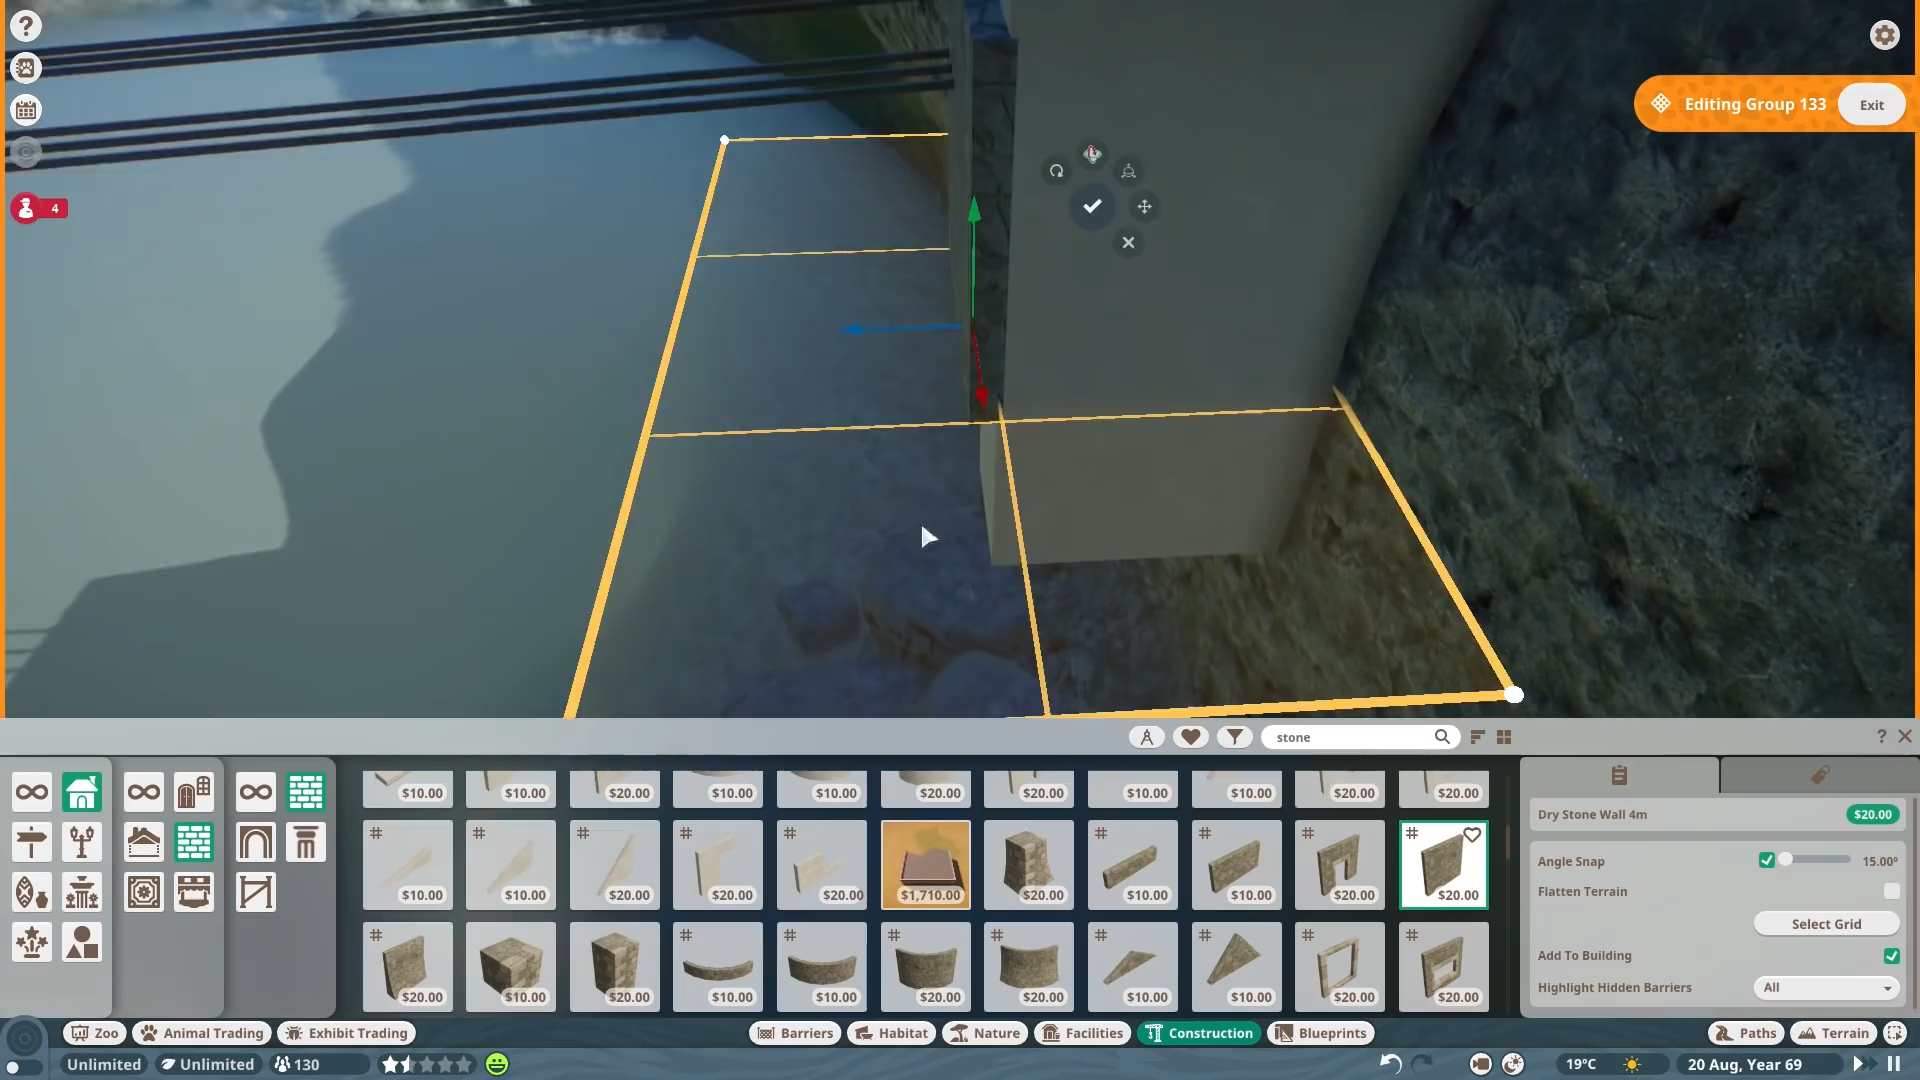 ?
Editing Group 133
Exit
4
stone
?
$10.00
$10.00
$20.00
$10.00
$10.00
$20.00
$20.00
$10.00
$10.00
$20.00
$20.00
$10.00
$10.00
$20.00
$20.00
$20.00
$1,710.00
$20.00
$10.00
$10.00
$20.00
$20.00
$20.00
$10.00
$20.00
$10.00
$10.00
$20.00
$20.00
$10.00
$10.00
$20.00
$20.00
Dry Stone Wall 4m
$20.00
Angle Snap
15.00°
Flatten Terrain
Select Grid
Add To Building
Highlight Hidden Barriers
All
Zoo
Animal Trading
Exhibit Trading
Barriers
Habitat
Nature
Facilities
Construction
Blueprints
Paths
Terrain
Unlimited
Unlimited
130
19°C
20 Aug, Year 69